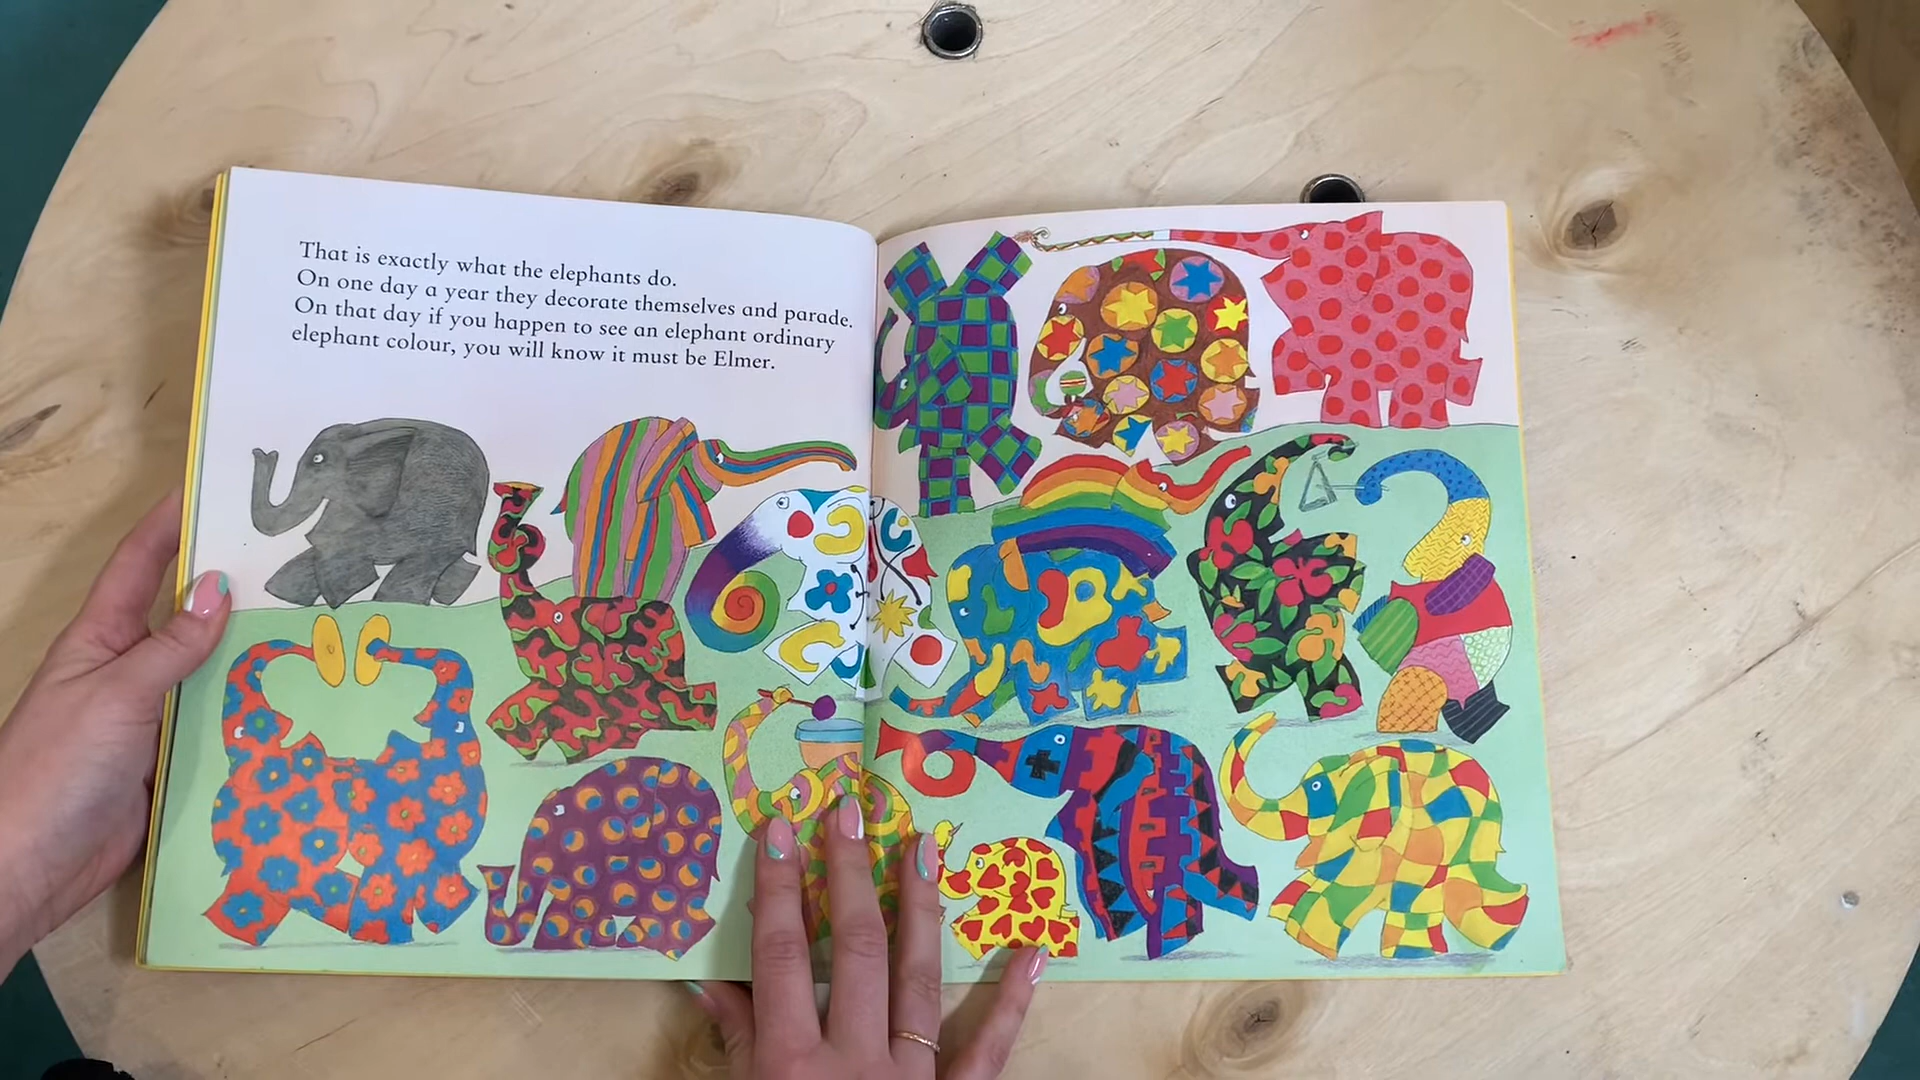 That is exactly what the elephants do.
On one day a year they decorate themselves and parade.
On that day if you happen to see an elephant ordinary
elephant colour, you will know it must be Elmer.